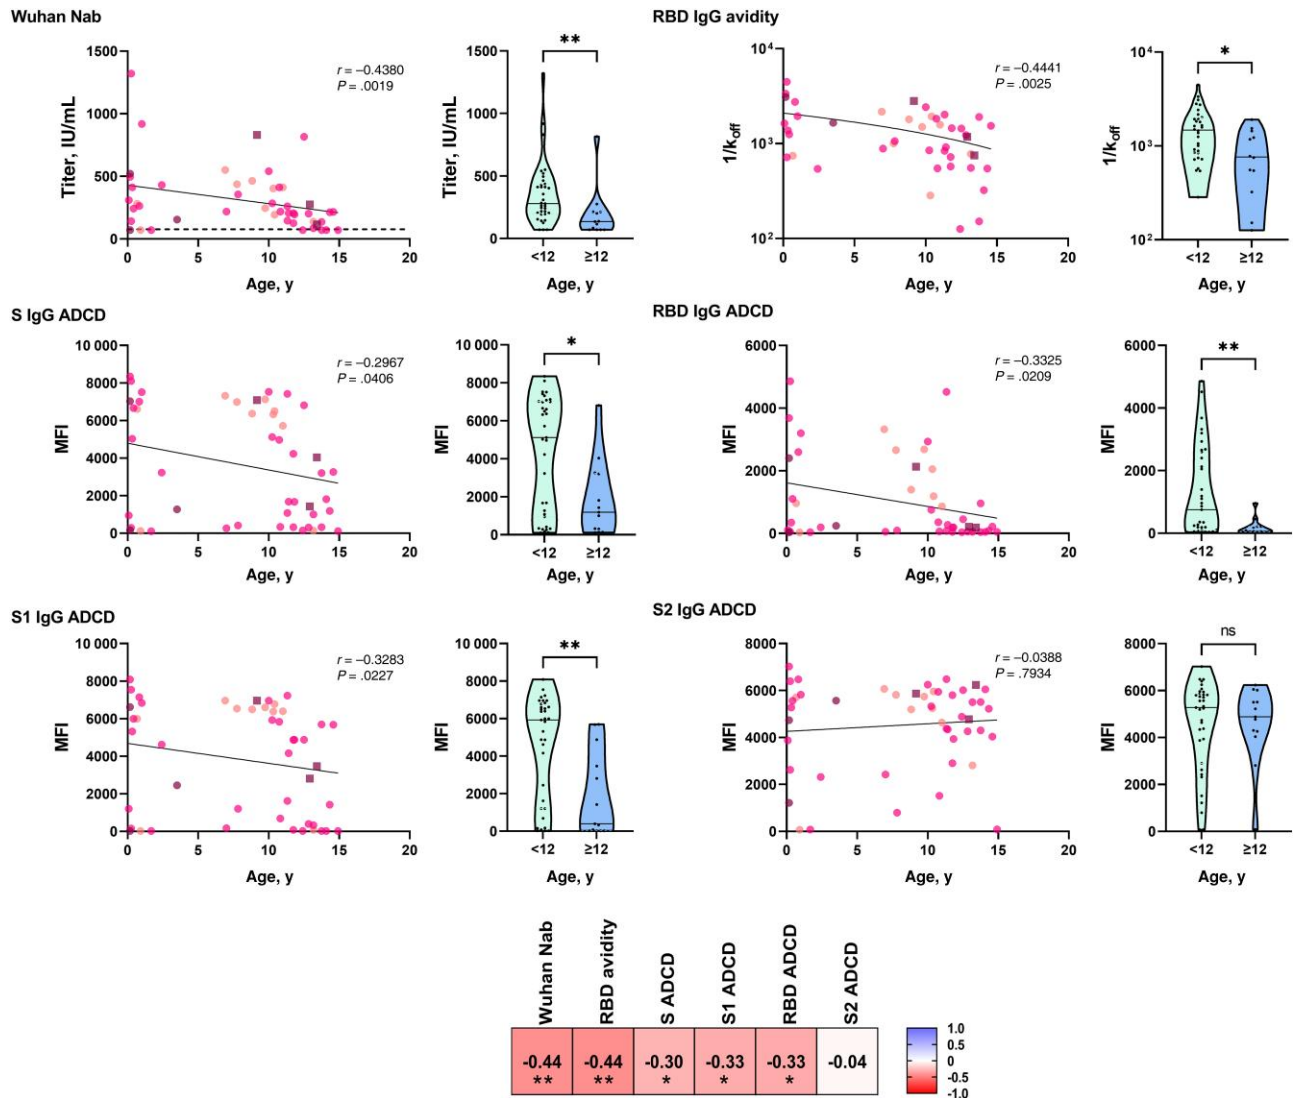 Wuhan Nab
Titer, IU/mL
1500
1000
500
0
r = –0.4380
P = .0019
0 5 10 15 20
Age, y
Titer, IU/mL
1500
1000
500
0
**
<12 ≥12
Age, y
RBD IgG avidity
1/koff
10⁴
10³
10²
r = –0.4441
P = .0025
0 5 10 15 20
Age, y
1/koff
10⁴
10³
10²
*
<12 ≥12
Age, y
S IgG ADCD
MFI
10 000
8000
6000
4000
2000
0
r = –0.2967
P = .0406
0 5 10 15 20
Age, y
MFI
10 000
8000
6000
4000
2000
0
*
<12 ≥12
Age, y
RBD IgG ADCD
MFI
6000
4000
2000
0
r = –0.3325
P = .0209
0 5 10 15 20
Age, y
MFI
6000
4000
2000
0
**
<12 ≥12
Age, y
S1 IgG ADCD
MFI
10 000
8000
6000
4000
2000
0
r = –0.3283
P = .0227
0 5 10 15 20
Age, y
MFI
10 000
8000
6000
4000
2000
0
**
<12 ≥12
Age, y
S2 IgG ADCD
MFI
8000
6000
4000
2000
0
r = –0.0388
P = .7934
0 5 10 15 20
Age, y
MFI
8000
6000
4000
2000
0
ns
<12 ≥12
Age, y
Wuhan Nab
RBD avidity
S ADCD
S1 ADCD
RBD ADCD
S2 ADCD
-0.44 -0.44 -0.30 -0.33 -0.33 -0.04
** ** * * *
1.0
0.5
0
-0.5
-1.0